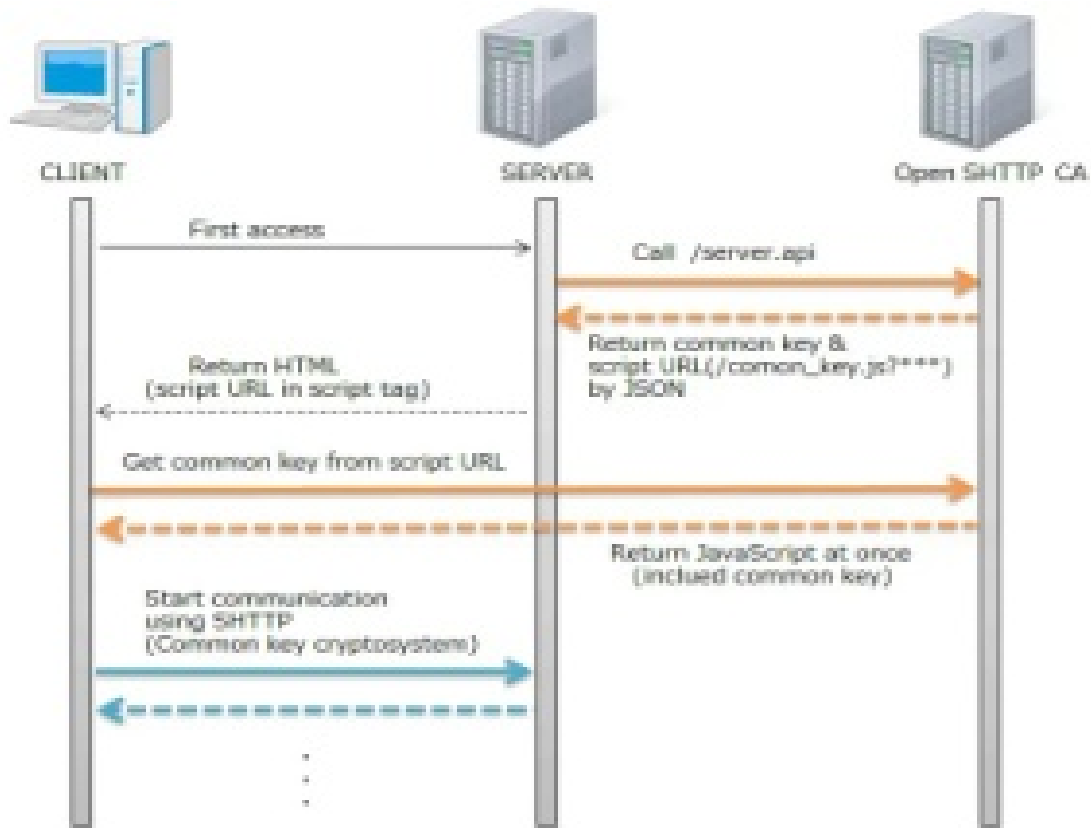 CLIENT
SERVER
Open SHTTP CA
First access
Call /server.api
Return common key &
script URL(/comon_key.js?***)
by JSON
Return HTML
(script URL in script tag)
Get common key from script URL
Return JavaScript at once
(inclued common key)
Start communication
using SHTTP
(Common key cryptosystem)